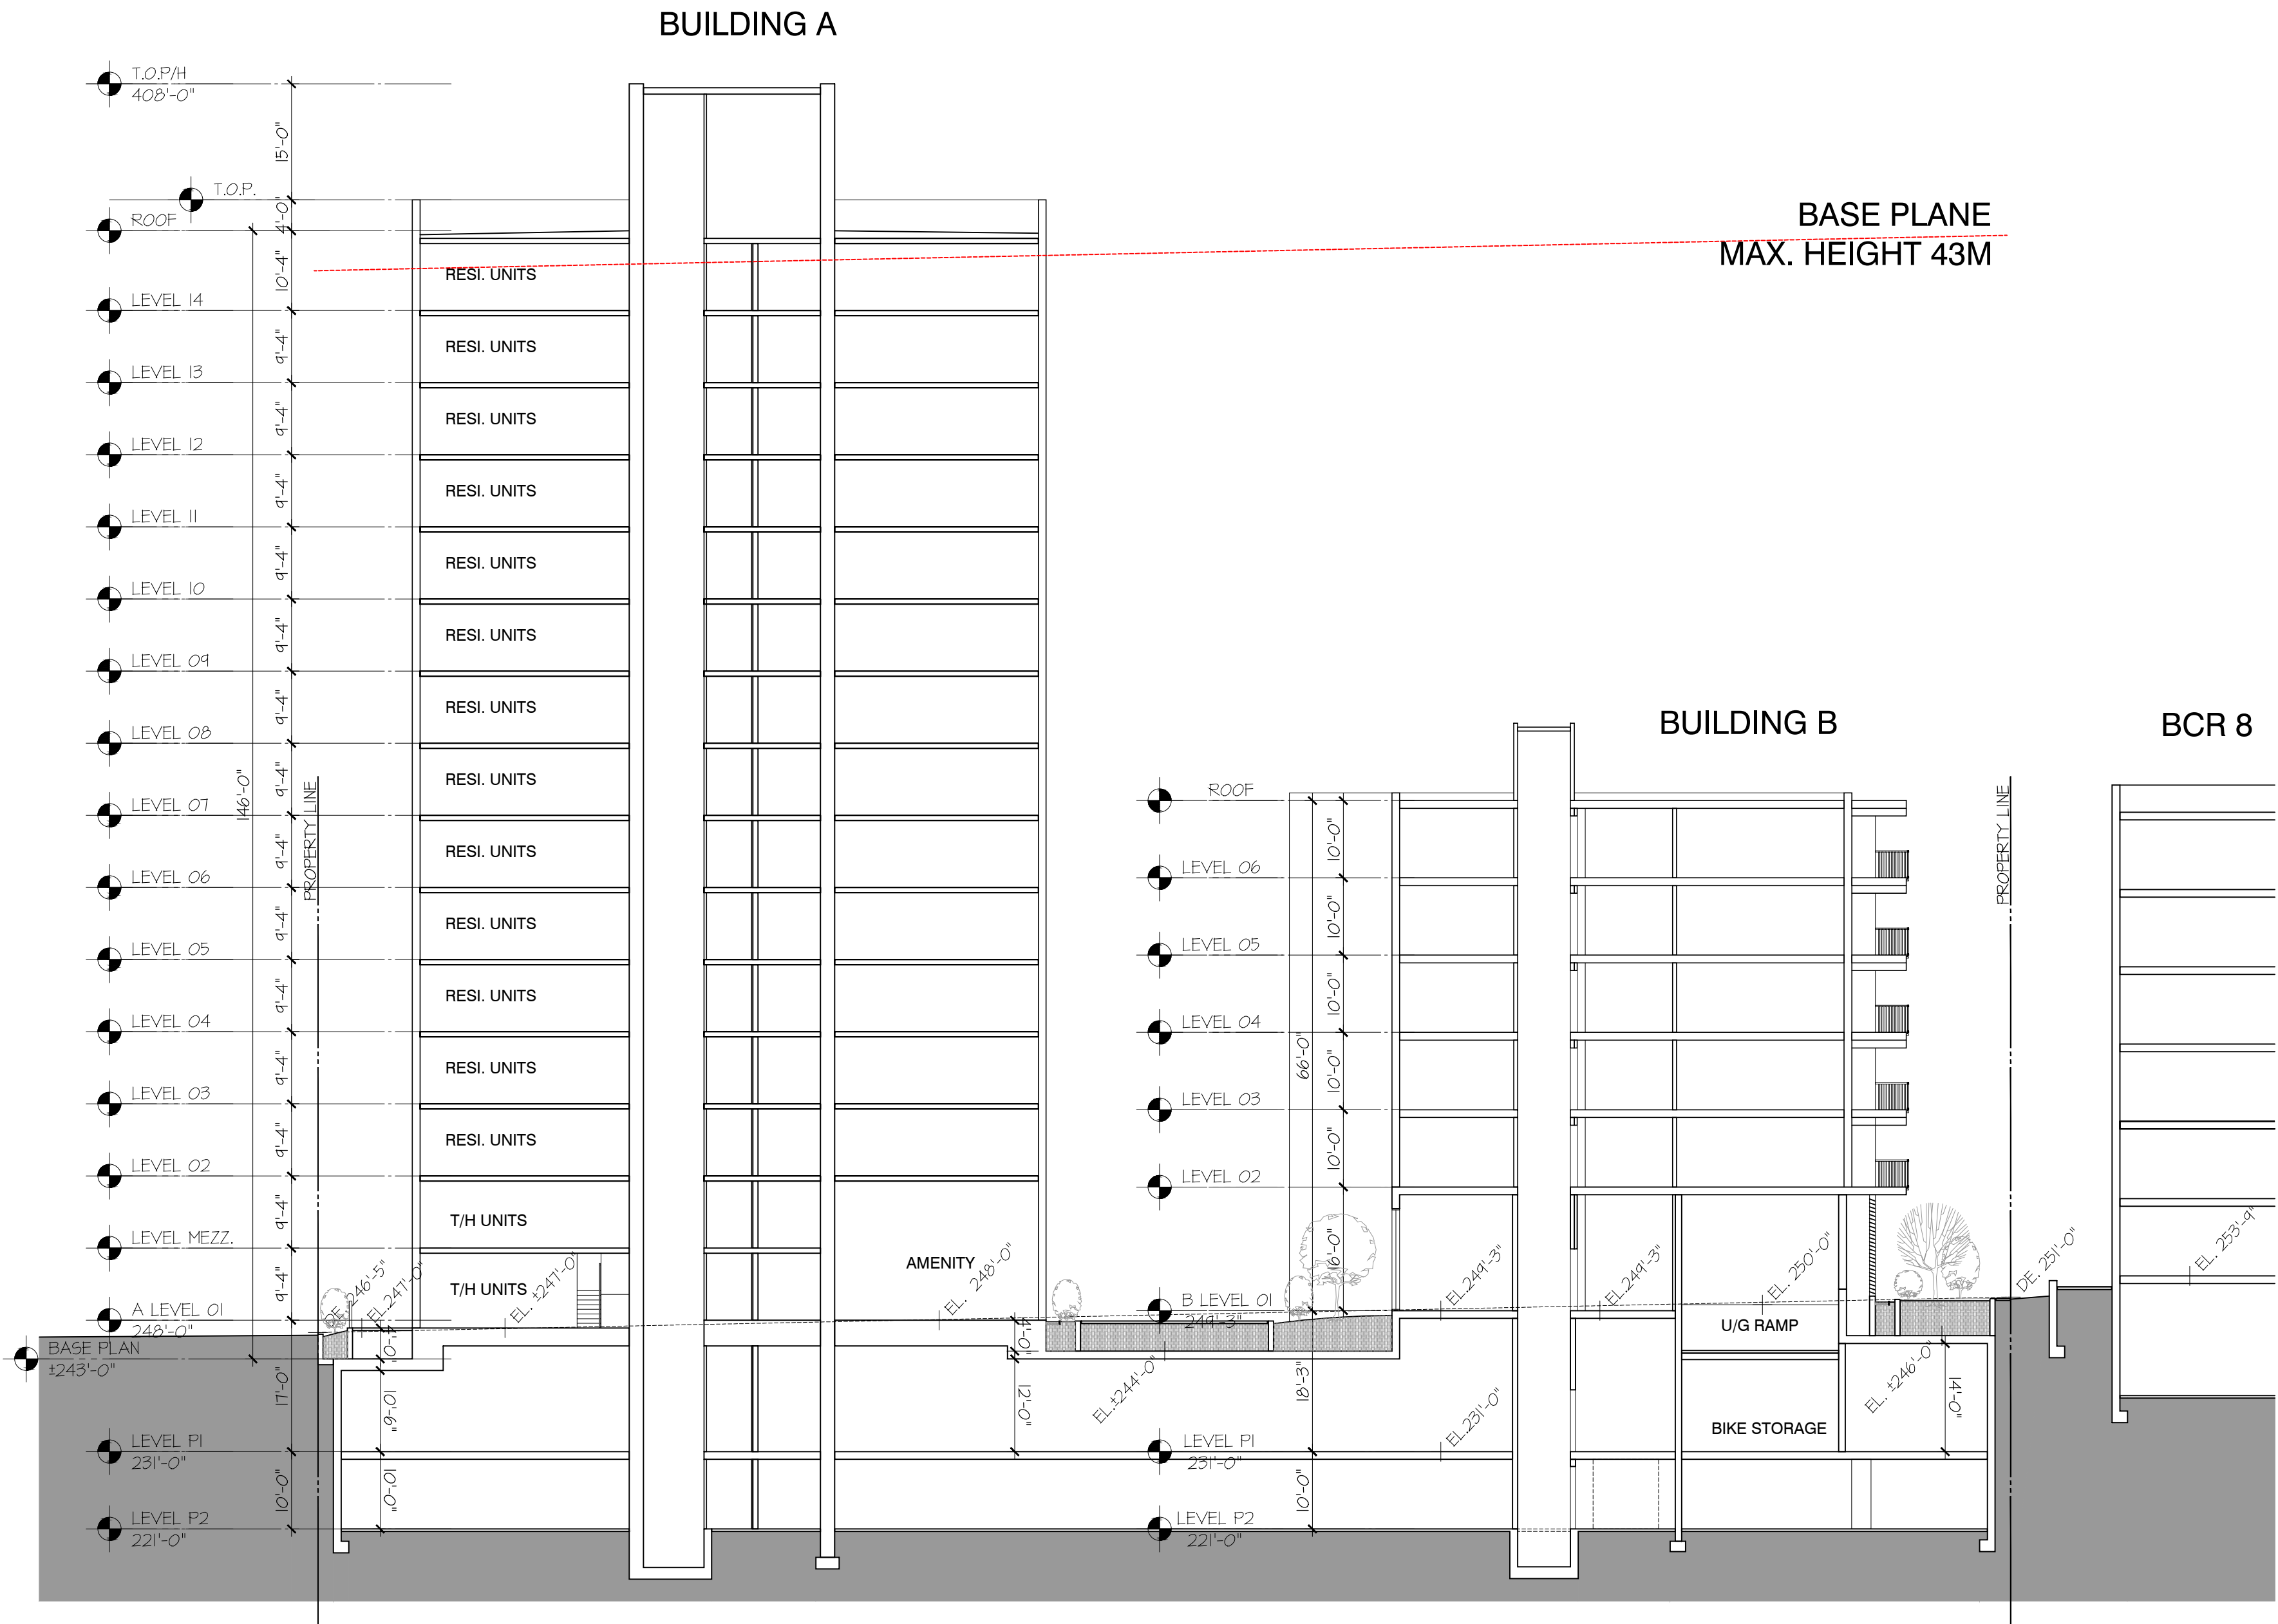 BUILDING A
T.O.P/H
408'-0"
15'-0"
T.O.P.
4'-0"
ROOF
BASE PLANE
MAX. HEIGHT 43M
10'-4"
RESI. UNITS
LEVEL 14
9'-4"
RESI. UNITS
LEVEL 13
9'-4"
RESI. UNITS
LEVEL 12
9'-4"
RESI. UNITS
LEVEL 11
9'-4"
RESI. UNITS
LEVEL 10
9'-4"
RESI. UNITS
LEVEL 09
9'-4"
RESI. UNITS
LEVEL 08
9'-4"
RESI. UNITS
LEVEL 07
146'-0"
PROPERTY LINE
9'-4"
RESI. UNITS
LEVEL 06
9'-4"
RESI. UNITS
LEVEL 05
9'-4"
RESI. UNITS
LEVEL 04
9'-4"
RESI. UNITS
LEVEL 03
9'-4"
RESI. UNITS
LEVEL 02
9'-4"
T/H UNITS
LEVEL MEZZ.
9'-4"
T/H UNITS
AMENITY
DE. 246'-5"
EL. 247'-0"
EL. ±247'-0"
EL. 248'-0"
A LEVEL 01
248'-0"
BASE PLAN
±243'-0"
4'-0"
17'-0"
10'-6"
4'-0"
12'-0"
LEVEL P1
231'-0"
10'-0"
10'-0"
LEVEL P2
221'-0"
BUILDING B
BCR 8
PROPERTY LINE
ROOF
10'-0"
LEVEL 06
10'-0"
LEVEL 05
10'-0"
LEVEL 04
66'-0"
10'-0"
LEVEL 03
10'-0"
LEVEL 02
16'-0"
B LEVEL 01
249'-3"
EL.249'-3"
EL.249'-3"
EL. 250'-0"
DE. 251'-0"
EL. 253'-9"
U/G RAMP
EL.±244'-0"
18'-3"
EL.231'-0"
EL. ±246'-0"
14'-0"
BIKE STORAGE
LEVEL P1
231'-0"
10'-0"
LEVEL P2
221'-0"